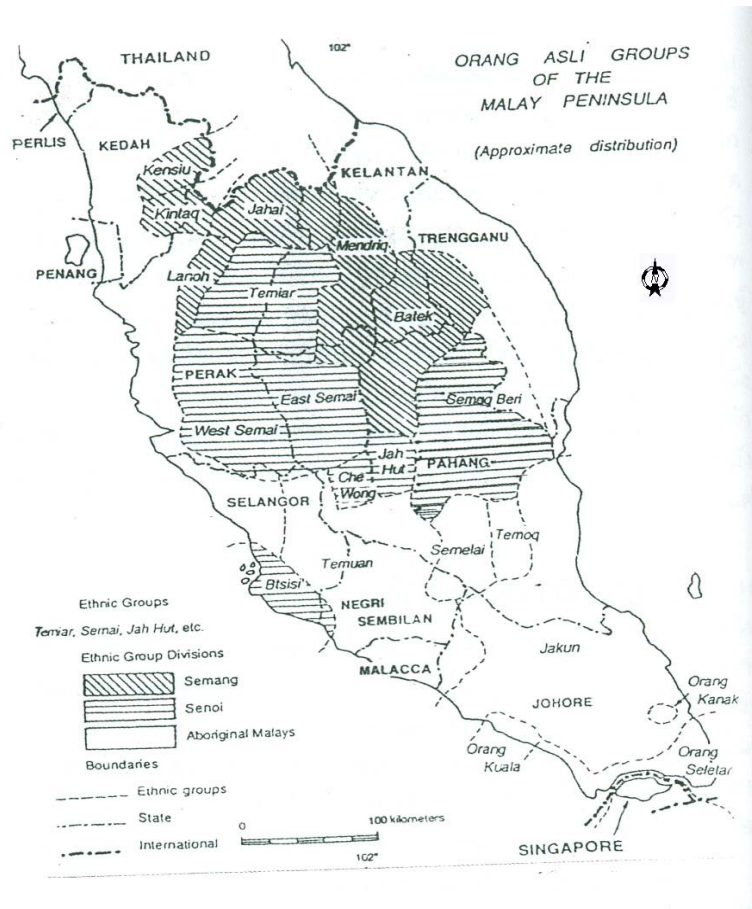 THAILAND
102°
ORANG ASLI GROUPS
OF THE
MALAY PENINSULA
(Approximate distribution)
PERLIS
KEDAH
Kensiu
KELANTAN
Kintaq
Jahai
Mendriq
TRENGGANU
PENANG
Lanoh
Temiar
N
Batek
PERAK
East Semai
Semoq Beri
West Semai
Jah
Hut
PAHANG
Che
Wong
SELANGOR
Temoq
Semelai
Temuan
Btsisi'
NEGRI
SEMBILAN
MALACCA
Jakun
JOHORE
Orang
Kanak
Orang
Kuala
Orang
Seletar
SINGAPORE
Ethnic Groups
Temiar, Semai, Jah Hut, etc.
Ethnic Group Divisions
Semang
Senoi
Aboriginal Malays
Boundaries
Ethnic groups
State
International
0 100 kilometers
102°